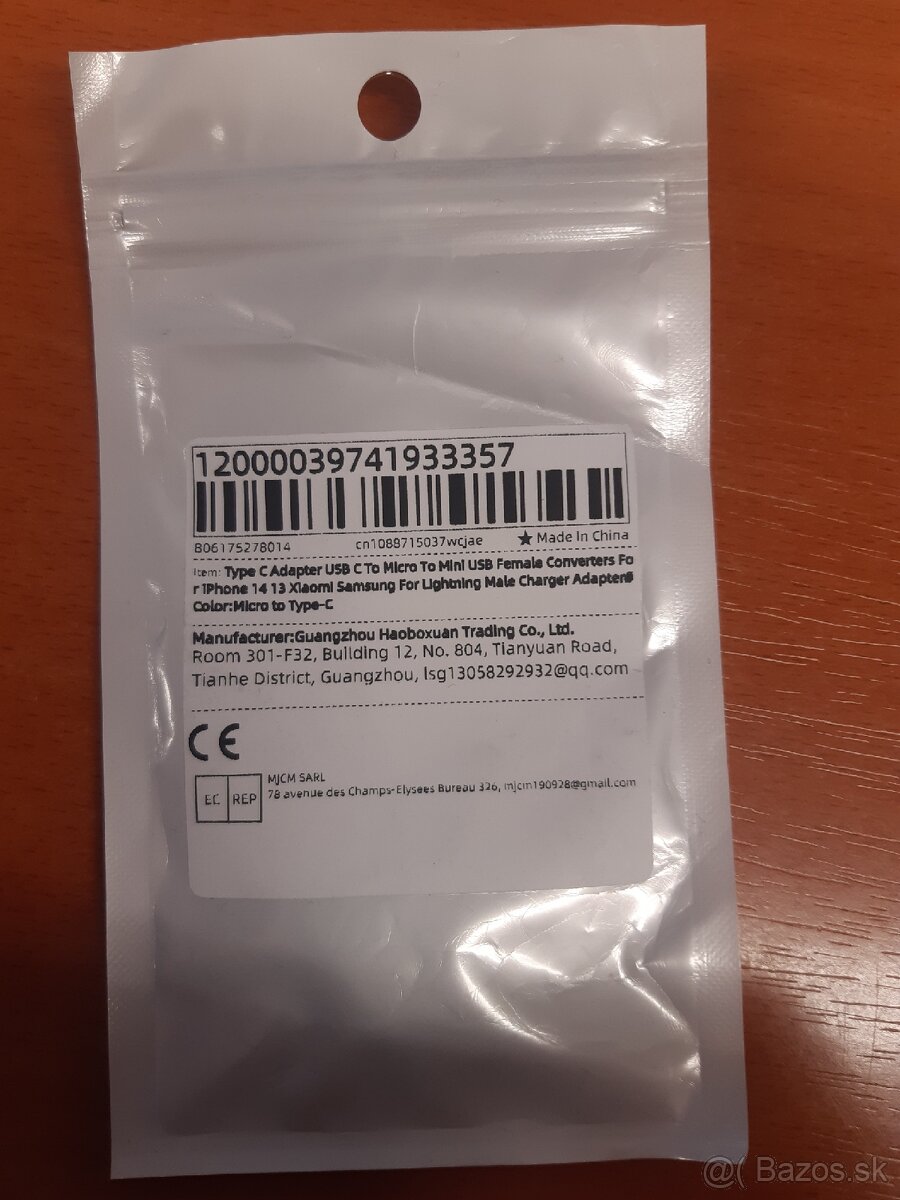 12000039741933357
806175278014 cn1088715037wcjae ★ Made In China
Item: Type C Adapter USB C To Micro To Mini USB Female Converters Fo
r iPhone 14 13 Xiaomi Samsung For Lightning Male Charger Adapter
Color:Micro to Type-C
Manufacturer:Guangzhou Haoboxuan Trading Co., Ltd.
Room 301-F32, Building 12, No. 804, Tianyuan Road,
Tianhe District, Guangzhou, lsg13058292932@qq.com
CE
EC REP
MJCM SARL
78 avenue des Champs-Elysees Bureau 326, mjcm190928@gmail.com
@( Bazos.sk